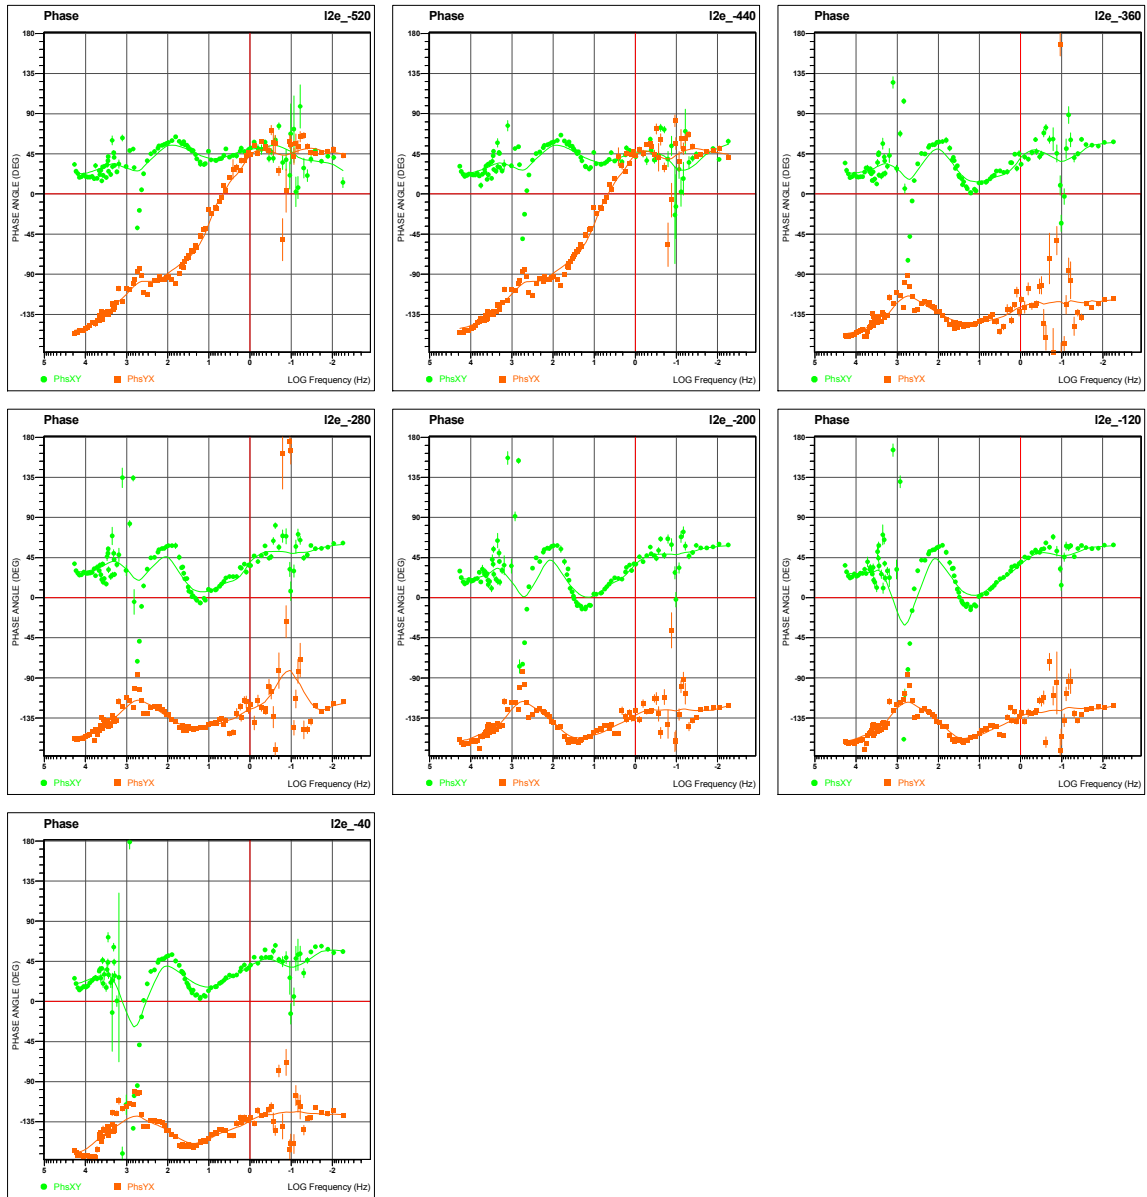 Phase l2e_-520
180
135
90
45
0
-45
-90
-135
PHASE ANGLE (DEG)
5 4 3 2 1 0 -1 -2
PhsXY PhsYX LOG Frequency (Hz)
Phase l2e_-440
180
135
90
45
0
-45
-90
-135
PHASE ANGLE (DEG)
5 4 3 2 1 0 -1 -2
PhsXY PhsYX LOG Frequency (Hz)
Phase l2e_-360
180
135
90
45
0
-45
-90
-135
PHASE ANGLE (DEG)
5 4 3 2 1 0 -1 -2
PhsXY PhsYX LOG Frequency (Hz)
Phase l2e_-280
180
135
90
45
0
-45
-90
-135
PHASE ANGLE (DEG)
5 4 3 2 1 0 -1 -2
PhsXY PhsYX LOG Frequency (Hz)
Phase l2e_-200
180
135
90
45
0
-45
-90
-135
PHASE ANGLE (DEG)
5 4 3 2 1 0 -1 -2
PhsXY PhsYX LOG Frequency (Hz)
Phase l2e_-120
180
135
90
45
0
-45
-90
-135
PHASE ANGLE (DEG)
5 4 3 2 1 0 -1 -2
PhsXY PhsYX LOG Frequency (Hz)
Phase l2e_-40
180
135
90
45
0
-45
-90
-135
PHASE ANGLE (DEG)
5 4 3 2 1 0 -1 -2
PhsXY PhsYX LOG Frequency (Hz)